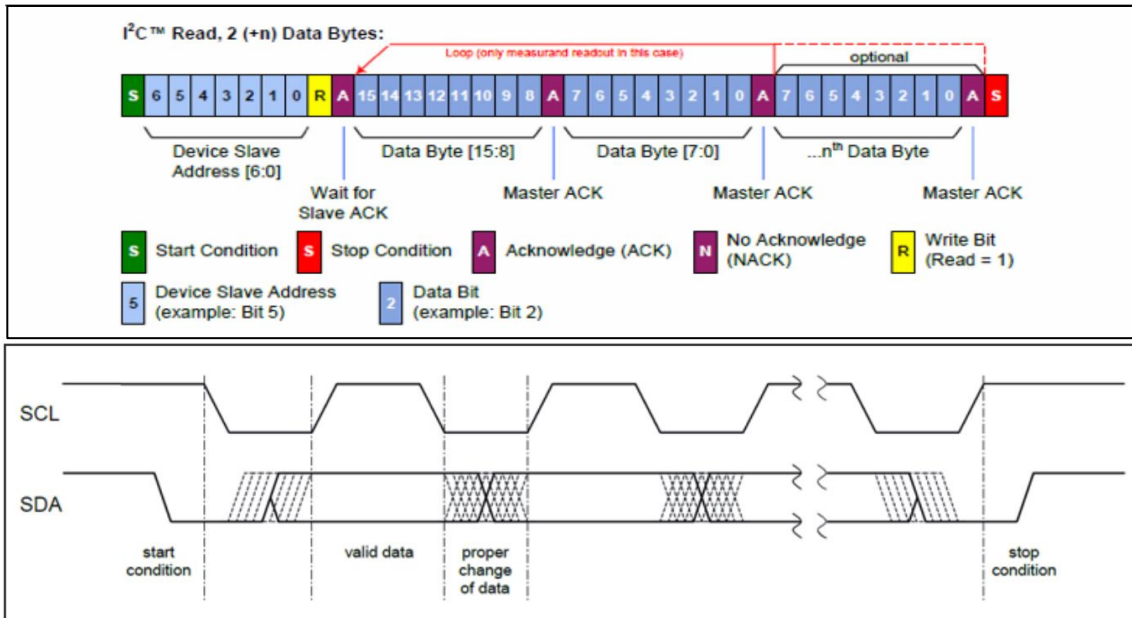 I²C™ Read, 2 (+n) Data Bytes:
Loop (only measurand readout in this case)
optional
S 6 5 4 3 2 1 0 R A 15 14 13 12 11 10 9 8 A 7 6 5 4 3 2 1 0 A 7 6 5 4 3 2 1 0 A S
Device Slave
Address [6:0]
Data Byte [15:8]
Data Byte [7:0]
...nth Data Byte
Wait for
Slave ACK
Master ACK
Master ACK
Master ACK
S Start Condition
S Stop Condition
A Acknowledge (ACK)
N No Acknowledge
(NACK)
R Write Bit
(Read = 1)
5 Device Slave Address
(example: Bit 5)
2 Data Bit
(example: Bit 2)
SCL
SDA
start
condition
valid data
proper
change
of data
stop
condition